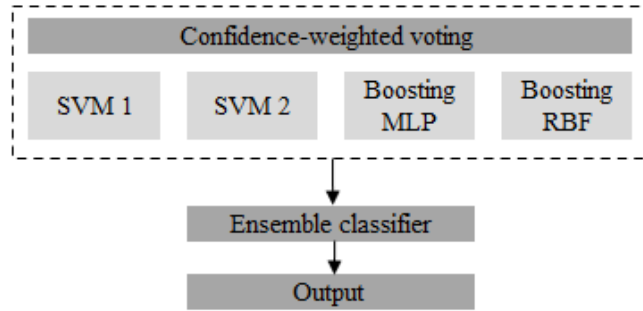 Confidence-weighted voting
SVM 1
SVM 2
Boosting
MLP
Boosting
RBF
Ensemble classifier
Output